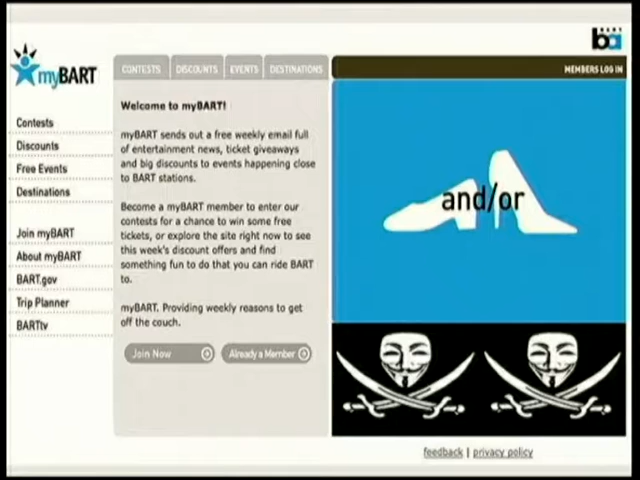 ba
myBART
CONTESTS DISCOUNTS EVENTS DESTINATIONS
MEMBERS LOG IN
Contests
Discounts
Free Events
Destinations
Join myBART
About myBART
BART.gov
Trip Planner
BARTtv
Welcome to myBART!
myBART sends out a free weekly email full
of entertainment news, ticket giveaways
and big discounts to events happening close
to BART stations.
Become a myBART member to enter our
contests for a chance to win some free
tickets, or explore the site right now to see
this week's discount offers and find
something fun to do that you can ride BART
to.
myBART. Providing weekly reasons to get
off the couch.
Join Now Already a Member
and/or
feedback | privacy policy